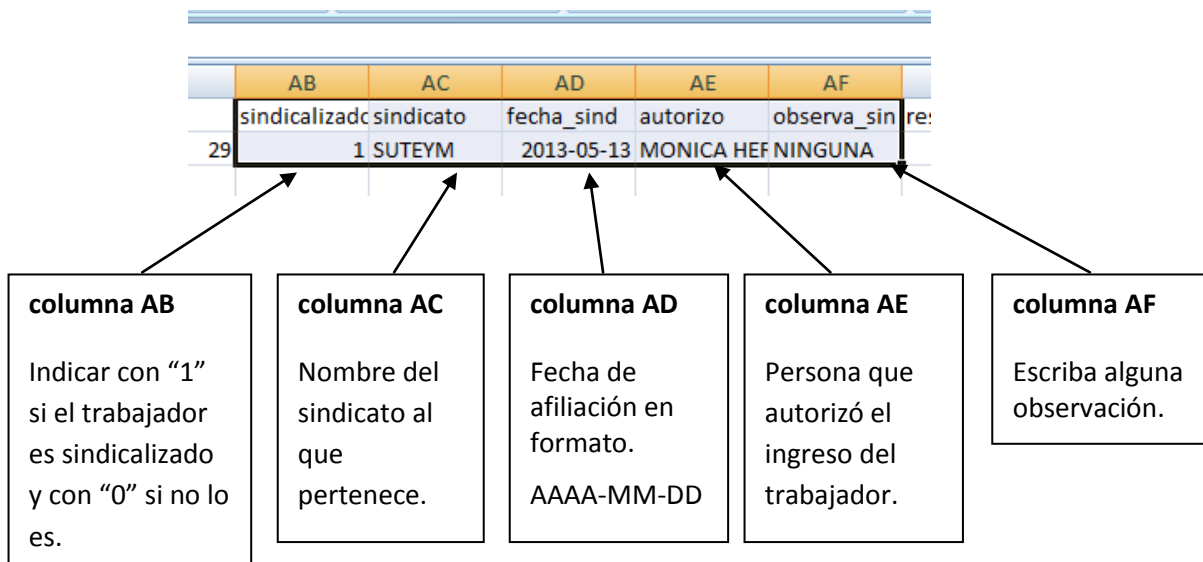 AB AC AD AE AF
sindicalizado sindicato fecha_sind autorizo observa_sin
29 1 SUTEYM 2013-05-13 MONICA HER NINGUNA
columna AB
Indicar con “1”
si el trabajador
es sindicalizado
y con “0” si no lo
es.
columna AC
Nombre del
sindicato al
que
pertenece.
columna AD
Fecha de
afiliación en
formato.
AAAA-MM-DD
columna AE
Persona que
autorizó el
ingreso del
trabajador.
columna AF
Escriba alguna
observación.